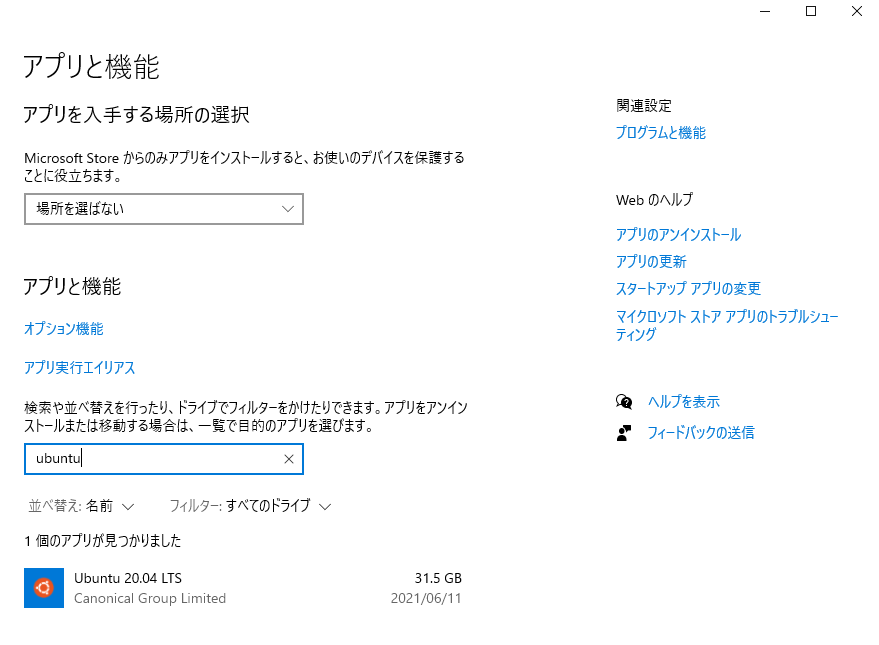 アプリと機能
アプリを入手する場所の選択
Microsoft Store からのみアプリをインストールすると、お使いのデバイスを保護する
ことに役立ちます。
場所を選ばない
アプリと機能
オプション機能
アプリ実行エイリアス
検索や並べ替えを行ったり、ドライブでフィルターをかけたりできます。アプリをアンイン
ストールまたは移動する場合は、一覧で目的のアプリを選びます。
ubuntu
並べ替え: 名前 フィルター: すべてのドライブ
1 個のアプリが見つかりました
Ubuntu 20.04 LTS 31.5 GB
Canonical Group Limited 2021/06/11
関連設定
プログラムと機能
Web のヘルプ
アプリのアンインストール
アプリの更新
スタートアップ アプリの変更
マイクロソフト ストア アプリのトラブルシュー
ティング
ヘルプを表示
フィードバックの送信